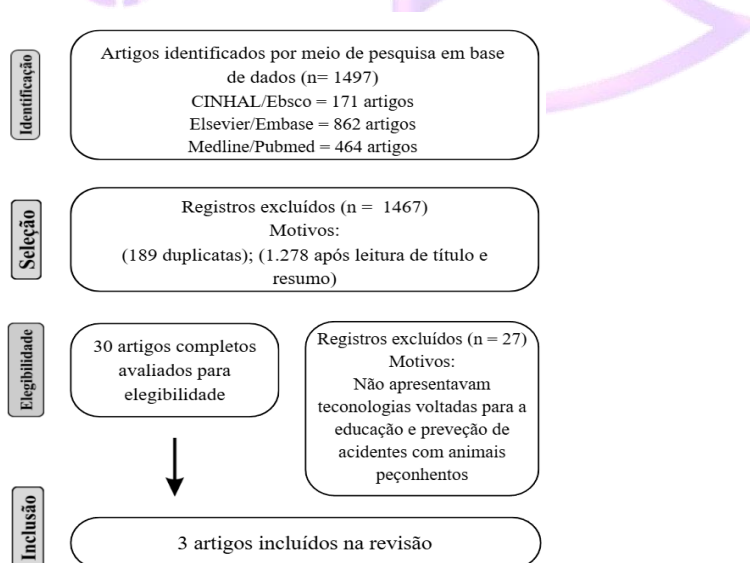 Identificação
Artigos identificados por meio de pesquisa em base
de dados (n= 1497)
CINHAL/Ebsco = 171 artigos
Elsevier/Embase = 862 artigos
Medline/Pubmed = 464 artigos
Seleção
Registros excluídos (n = 1467)
Motivos:
(189 duplicatas); (1.278 após leitura de título e
resumo)
Elegibilidade
30 artigos completos
avaliados para
elegibilidade
Registros excluídos (n = 27)
Motivos:
Não apresentavam
teconologias voltadas para a
educação e preveção de
acidentes com animais
peçonhentos
Inclusão
3 artigos incluídos na revisão